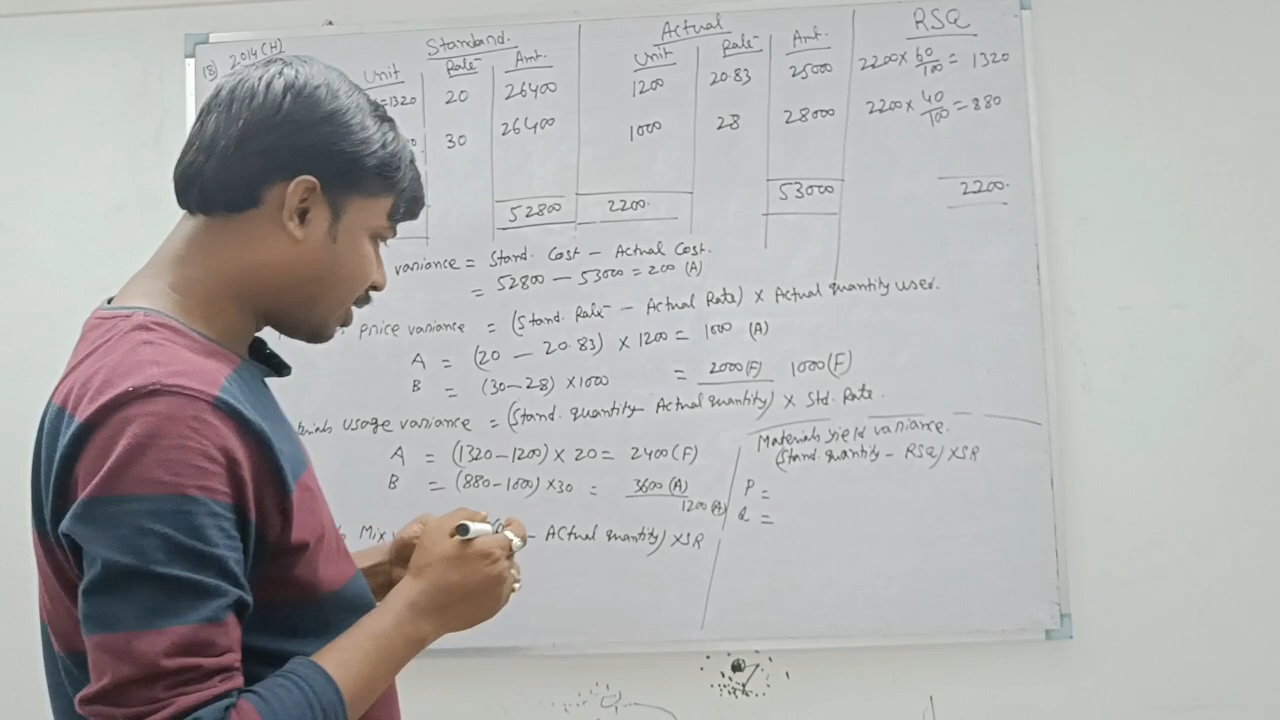 (B) 2014(H)
Standard. Actual RSQ
Unit Rate Amt. Unit Rate Amt.
=1320 20 26400 1200 20.83 25000 2200 × 60/100 = 1320
30 26400 1000 28 28000 2200 × 40/100 = 880
52800 2200. 53000 2200.
variance = Stand. Cost – Actual Cost.
= 52800 – 53000 = 200 (A)
price variance = (Stand. Rate – Actual Rate) × Actual quantity used.
A = (20 – 20.83) × 1200 = 1000 (A)
B = (30–28) ×1000 = 2000(F) 1000(F)
usage variance = (Stand. quantity – Actual quantity) × Std. Rate.
A = (1320–1200) × 20 = 2400(F)
B = (880–1000) ×30 = 3600 (A)
1200 (A)
Mix – Actual quantity) ×SR
Materials yield variance.
(Stand. quantity – RSQ) ×SR
P =
Q =